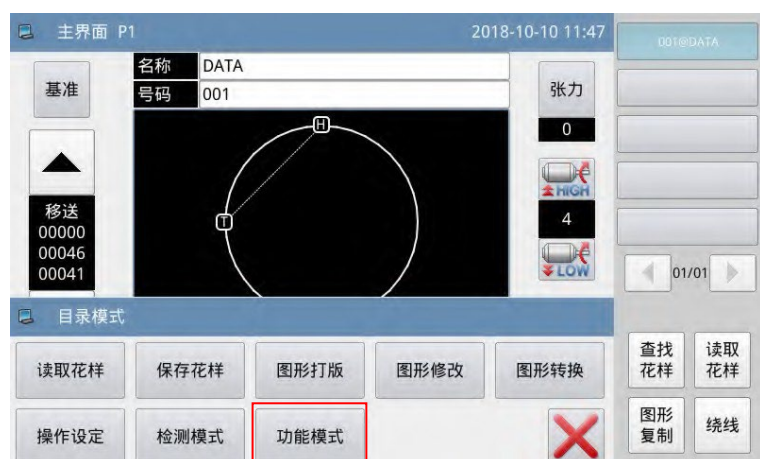 主界面 P1
2018-10-10 11:47
001@DATA
基准
名称 DATA
号码 001
张力
0
H
HIGH
移送
00000
00046
00041
T
4
LOW
01/01
目录模式
读取花样
保存花样
图形打版
图形修改
图形转换
查找
花样
读取
花样
操作设定
检测模式
功能模式
图形
复制
绕线